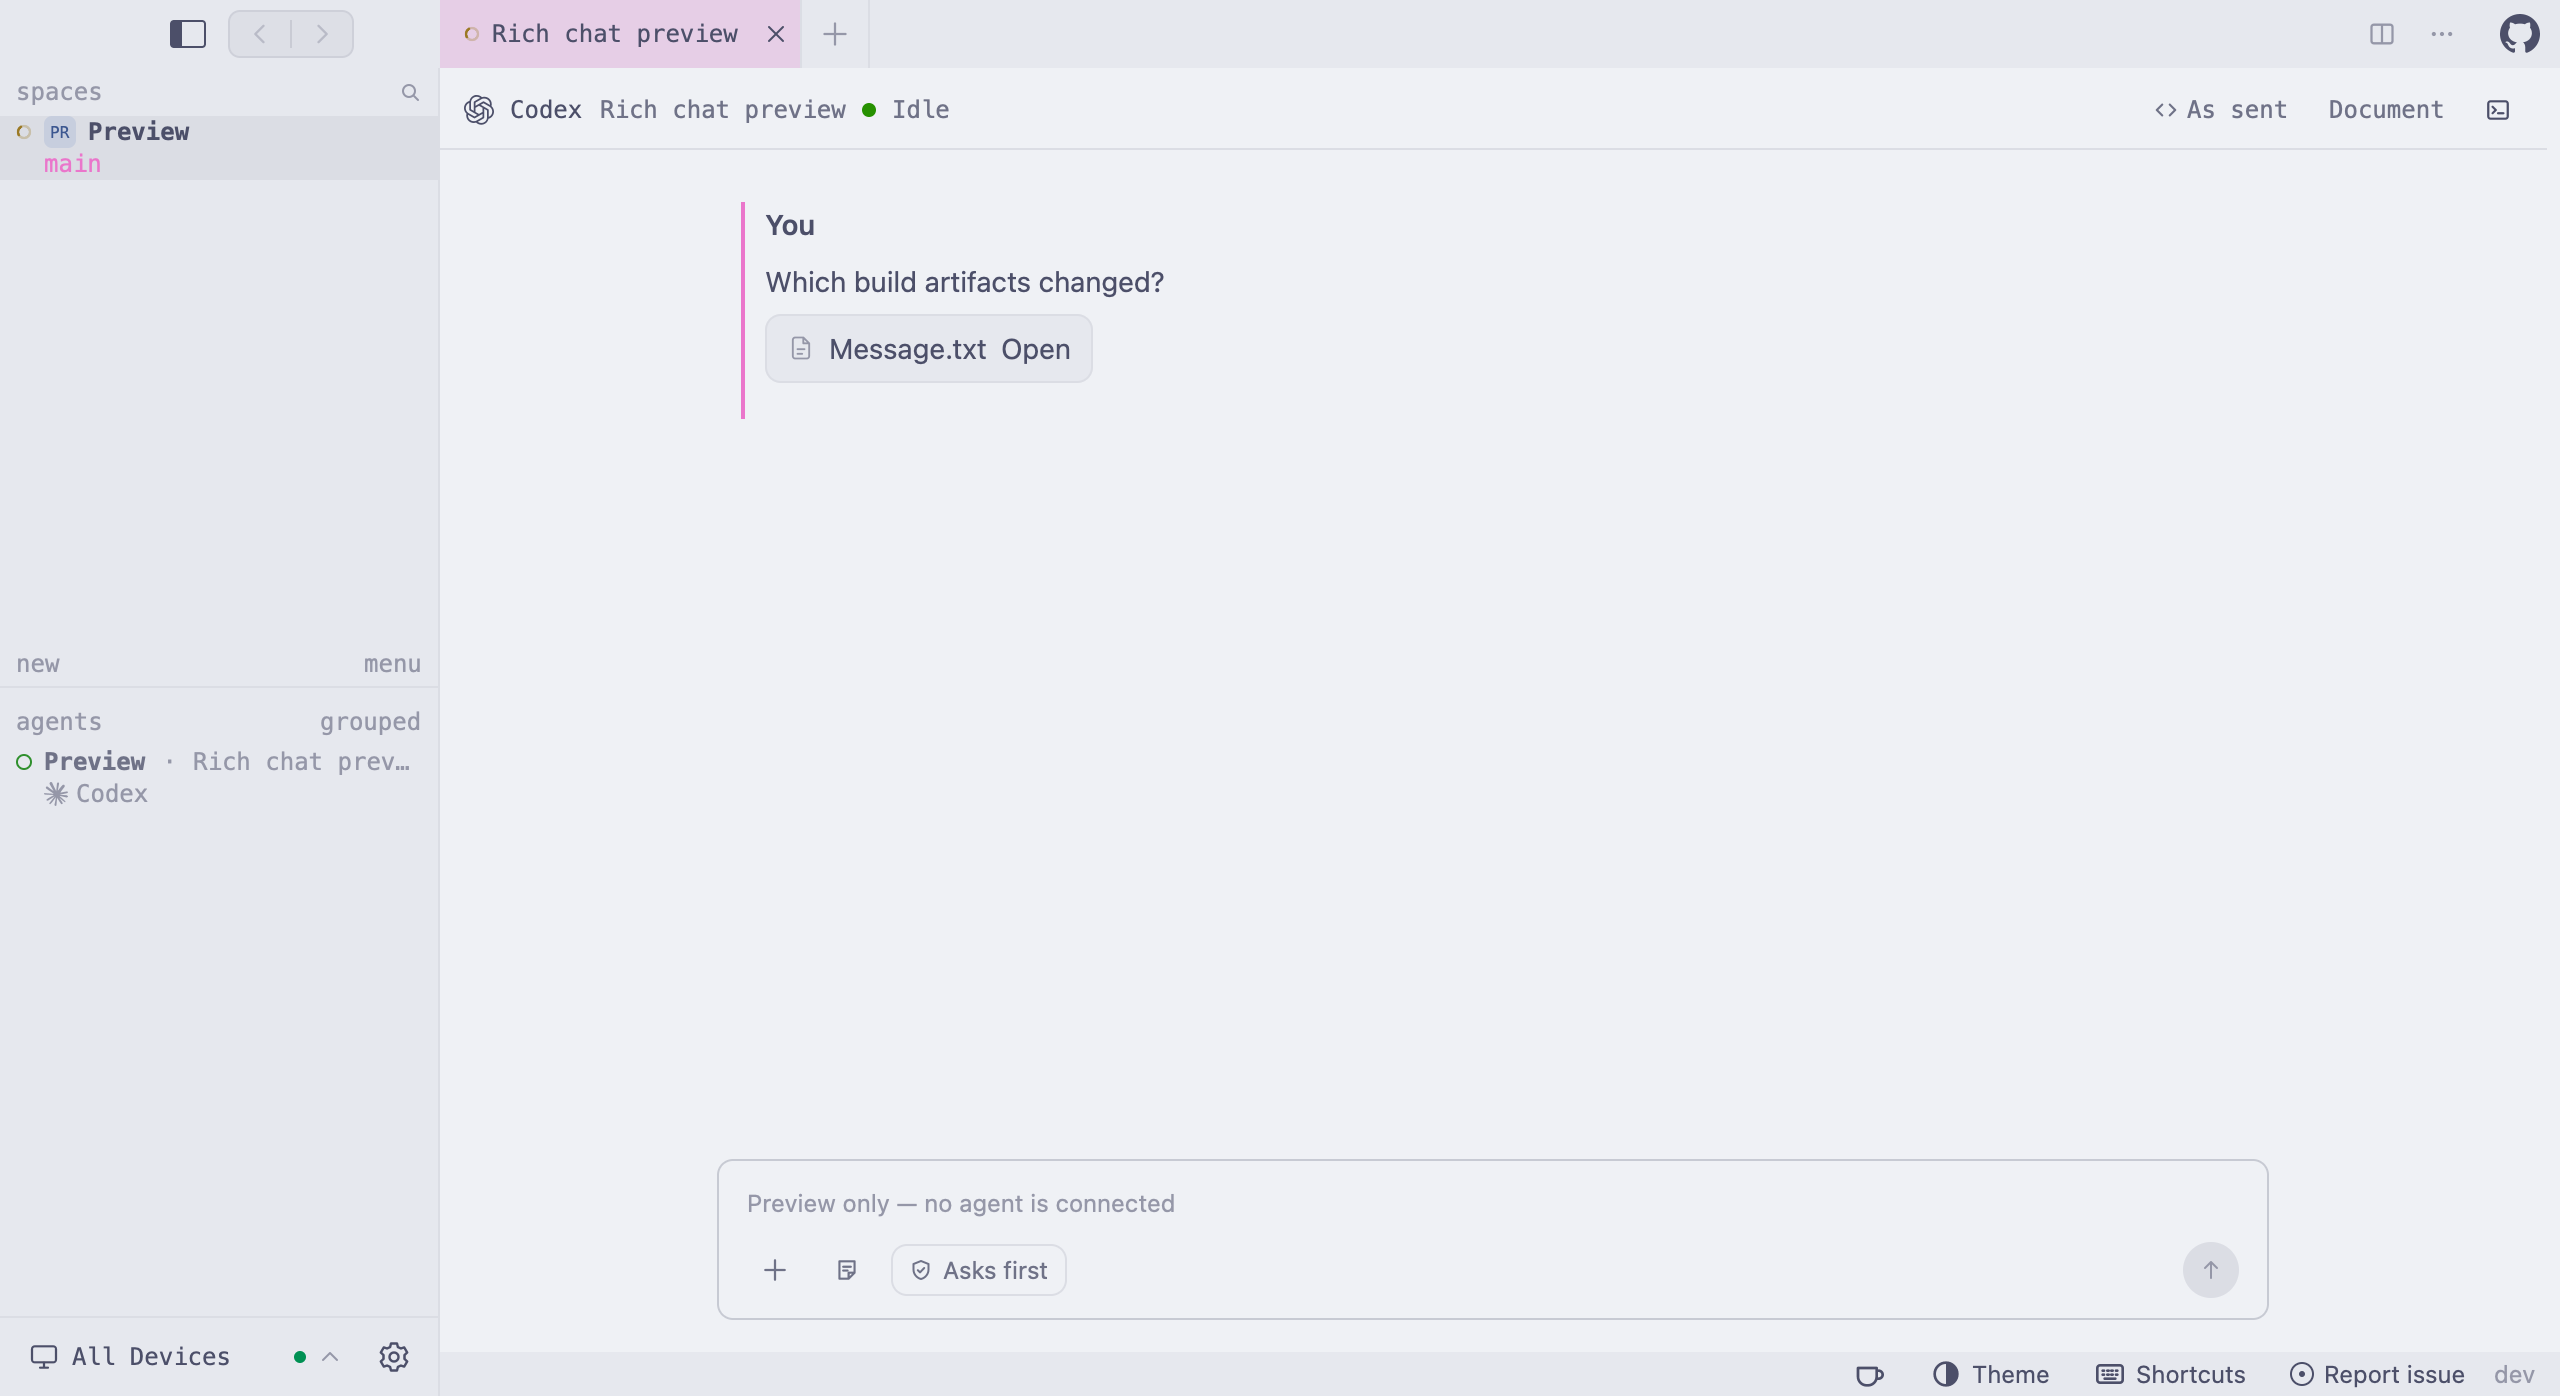 Rich chat preview
spaces
PR Preview
main
Codex Rich chat preview Idle
<> As sent Document
You
Which build artifacts changed?
Message.txt Open
new menu
agents grouped
Preview · Rich chat prev…
Codex
Preview only — no agent is connected
Asks first
All Devices
Theme Shortcuts Report issue dev